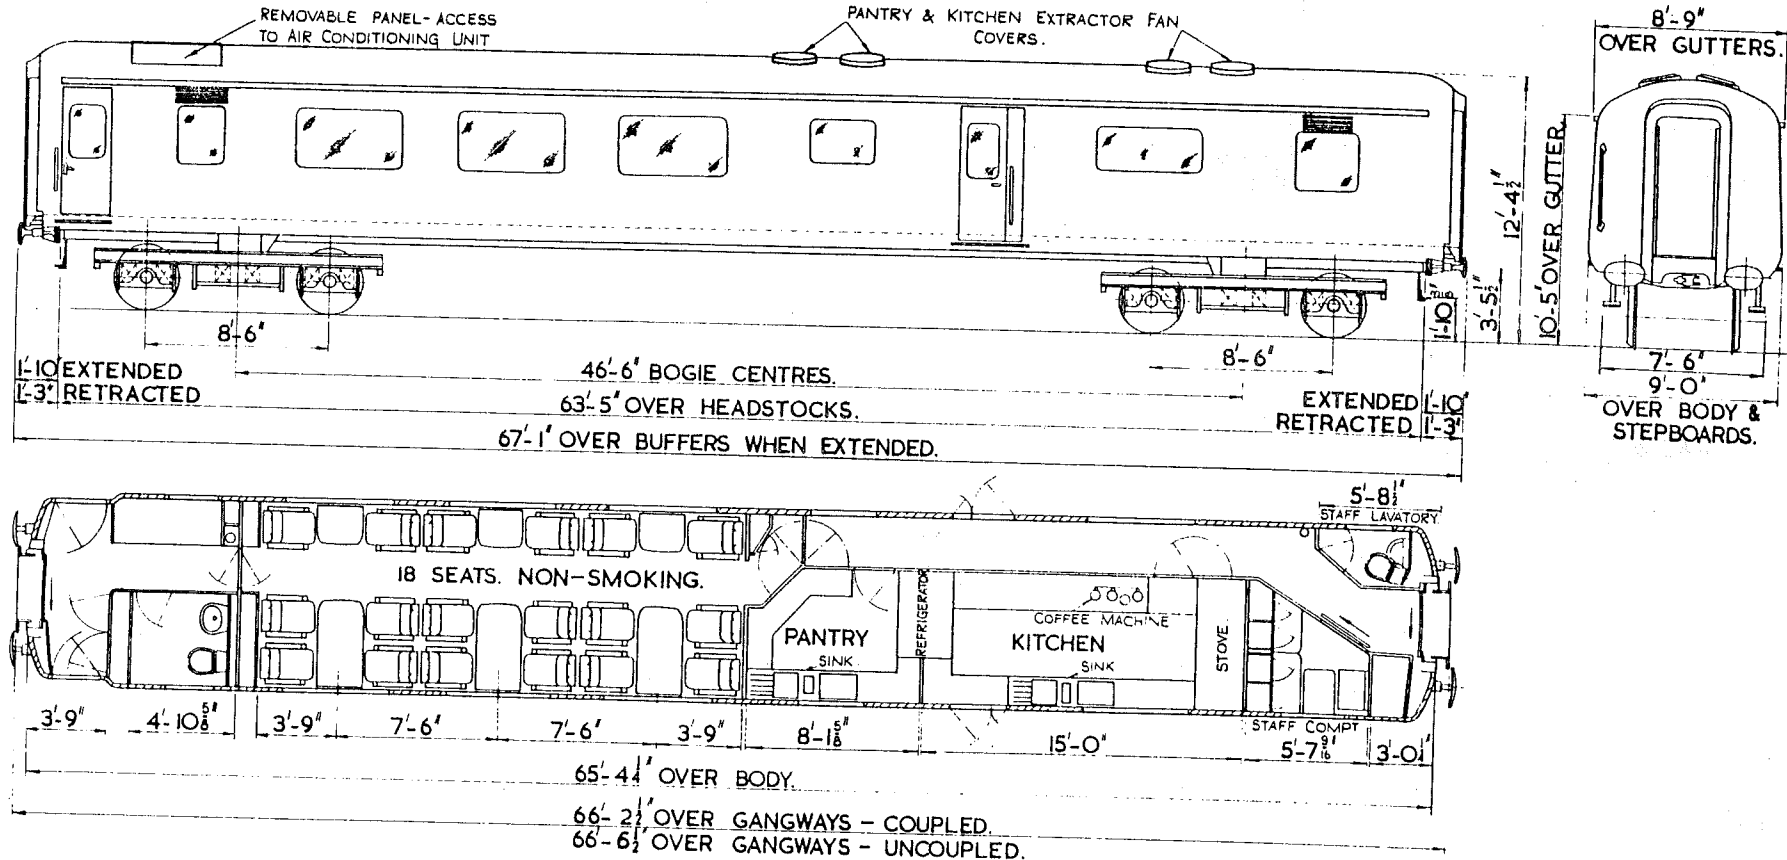 REMOVABLE PANEL-ACCESS
TO AIR CONDITIONING UNIT
PANTRY & KITCHEN EXTRACTOR FAN
COVERS.
8'-9"
OVER GUTTERS.
12'-4½"
10'-5" OVER GUTTER.
3'-5½"
8'-6"
8'-6"
1'-10" EXTENDED
1'-3" RETRACTED
46'-6" BOGIE CENTRES.
63'-5" OVER HEADSTOCKS.
67'-1" OVER BUFFERS WHEN EXTENDED.
EXTENDED 1'-10"
RETRACTED 1'-3"
7'-6"
9'-0"
OVER BODY &
STEPBOARDS.
5'-8½"
STAFF LAVATORY
18 SEATS. NON-SMOKING.
PANTRY
SINK
REFRIGERATOR
COFFEE MACHINE
KITCHEN
SINK
STOVE
STAFF COMPT
3'-9"
4'-10⅝"
3'-9"
7'-6"
7'-6"
3'-9"
8'-1⅝"
15'-0"
5'-7 9/16"
3'-0¼"
65'-4¼" OVER BODY.
66'-2½" OVER GANGWAYS - COUPLED.
66'-6½" OVER GANGWAYS - UNCOUPLED.